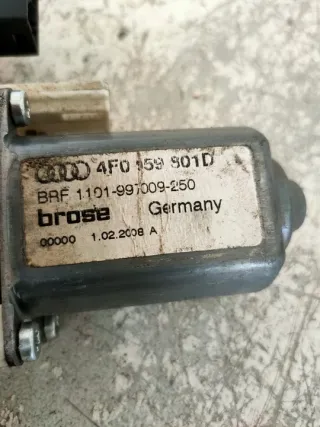 4F0 959 801D
BRF 1101-997009-250
brose Germany
00000 1.02.2008 A